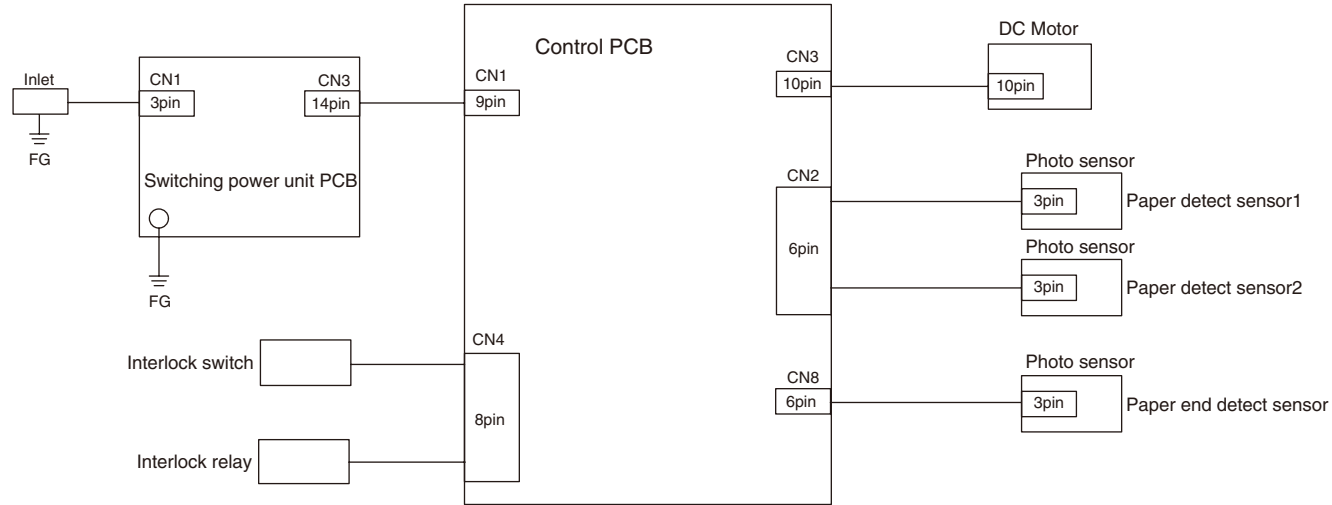 Control PCB
DC Motor
Inlet
CN1
CN3
CN1
CN3
3pin
14pin
9pin
10pin
10pin
FG
Switching power unit PCB
FG
CN2
6pin
Photo sensor
3pin
Paper detect sensor1
Photo sensor
3pin
Paper detect sensor2
Interlock switch
CN4
8pin
Interlock relay
CN8
6pin
Photo sensor
3pin
Paper end detect sensor